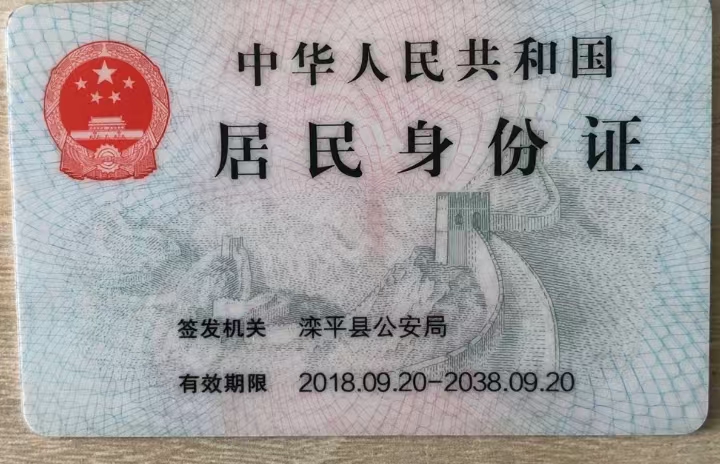 中华人民共和国
居民身份证
签发机关 滦平县公安局
有效期限 2018.09.20-2038.09.20